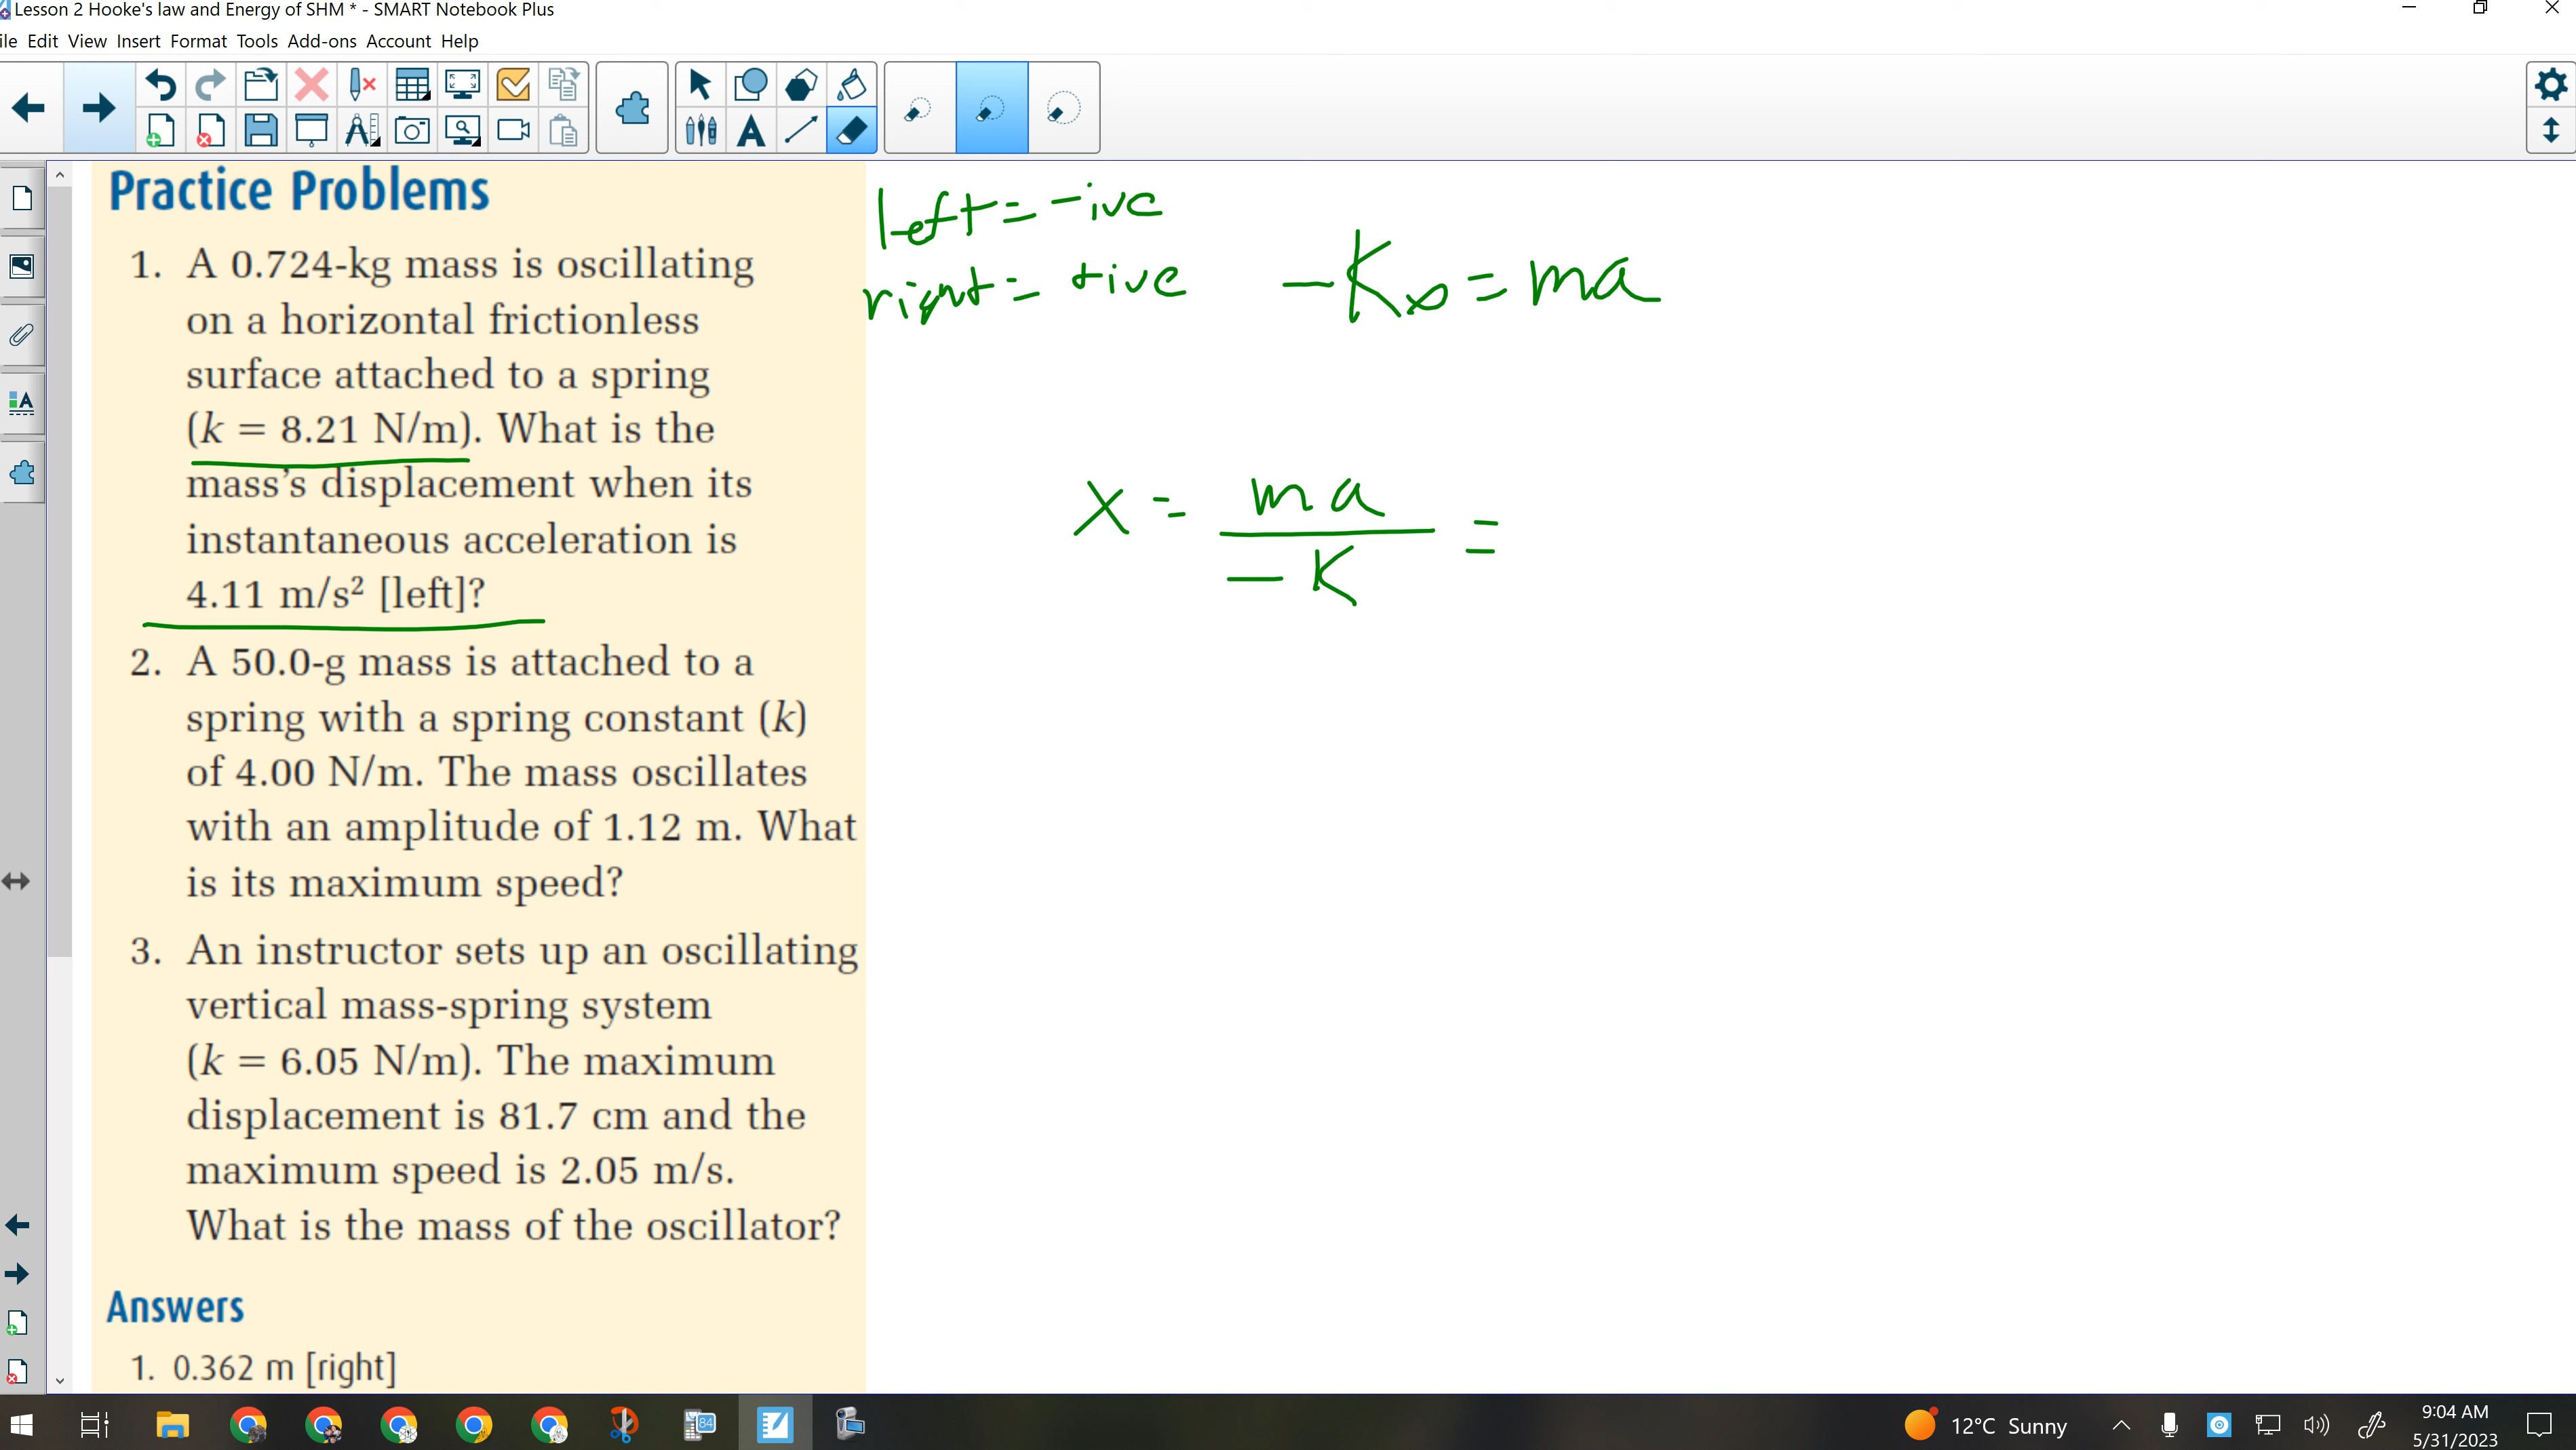 Lesson 2 Hooke's law and Energy of SHM * - SMART Notebook Plus
ile Edit View Insert Format Tools Add-ons Account Help
Practice Problems
1. A 0.724-kg mass is oscillating
on a horizontal frictionless
surface attached to a spring
(k = 8.21 N/m). What is the
mass's displacement when its
instantaneous acceleration is
4.11 m/s² [left]?
2. A 50.0-g mass is attached to a
spring with a spring constant (k)
of 4.00 N/m. The mass oscillates
with an amplitude of 1.12 m. What
is its maximum speed?
3. An instructor sets up an oscillating
vertical mass-spring system
(k = 6.05 N/m). The maximum
displacement is 81.7 cm and the
maximum speed is 2.05 m/s.
What is the mass of the oscillator?
Answers
1. 0.362 m [right]
left = -ive
right = +ive
-Kx = ma
x = ma / -K =
84
12°C Sunny
9:04 AM
5/31/2023